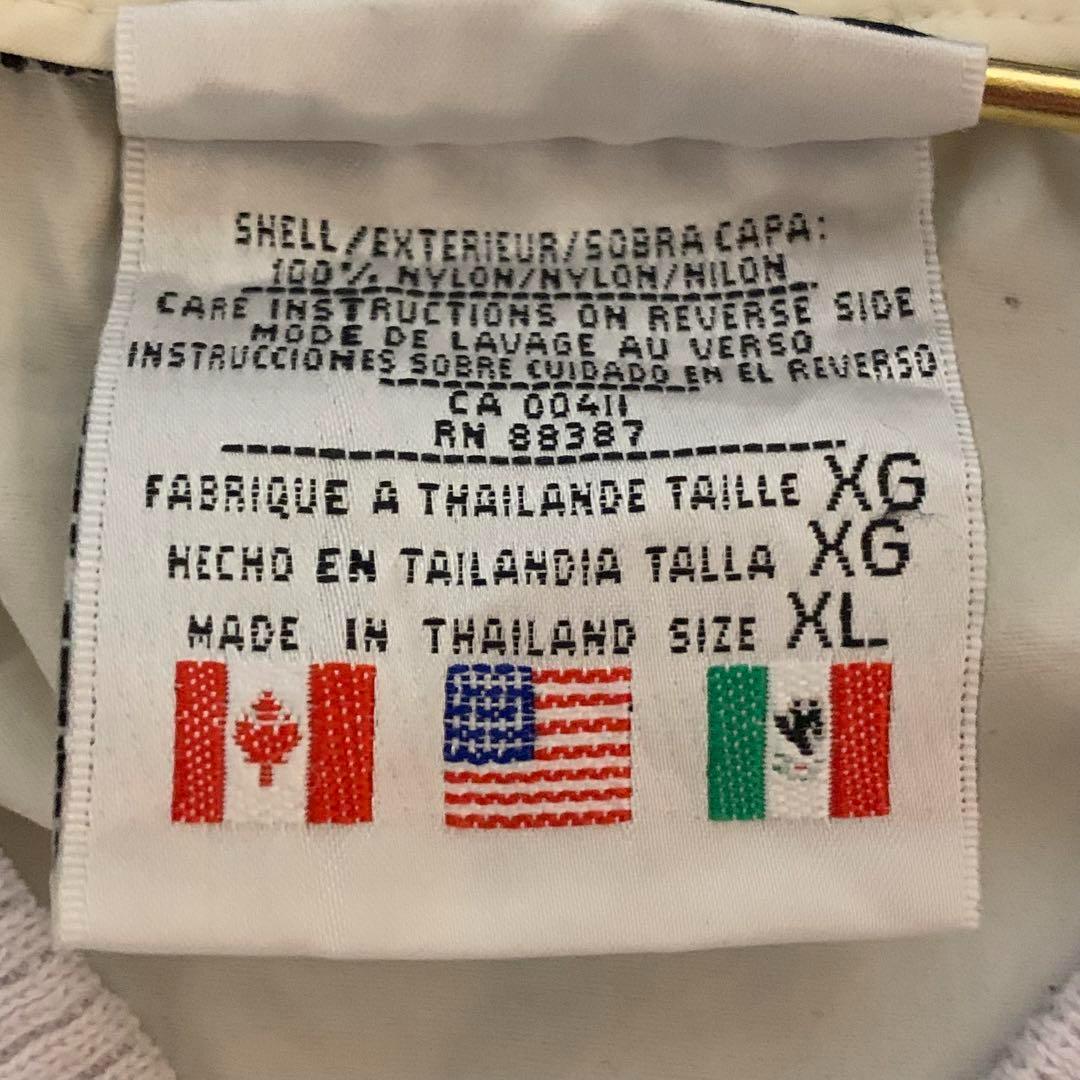 SHELL/EXTERIEUR/SOBRA CAPA:
100% NYLON/NYLON/NILON
CARE INSTRUCTIONS ON REVERSE SIDE
MODE DE LAVAGE AU VERSO
INSTRUCCIONES SOBRE CUIDADO EN EL REVERSO
CA 00411
RN 88387
FABRIQUE A THAILANDE TAILLE XG
HECHO EN TAILANDIA TALLA XG
MADE IN THAILAND SIZE XL